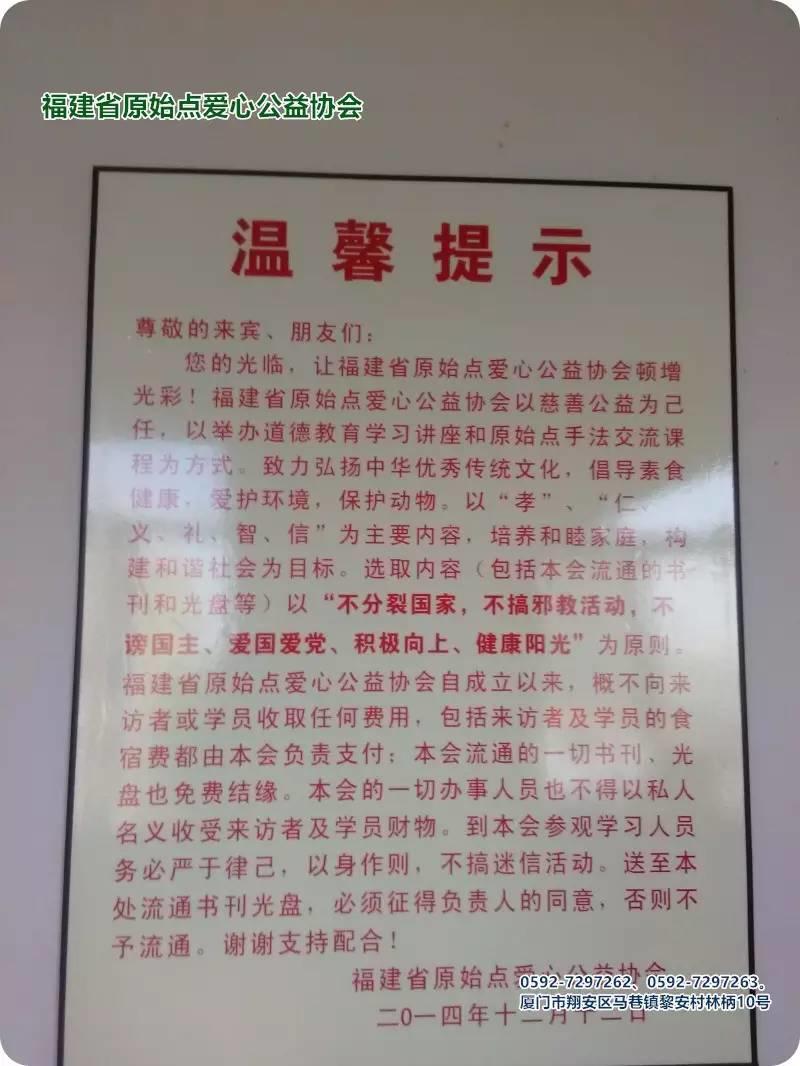 福建省原始点爱心公益协会
温馨提示
尊敬的来宾、朋友们：
您的光临，让福建省原始点爱心公益协会顿增
光彩！福建省原始点爱心公益协会以慈善公益为己
任，以举办道德教育学习讲座和原始点手法交流课
程为方式。致力弘扬中华优秀传统文化，倡导素食
健康，爱护环境，保护动物。以“孝”、“仁、
义、礼、智、信”为主要内容，培养和睦家庭，构
建和谐社会为目标。选取内容（包括本会流通的书
刊和光盘等）以“不分裂国家，不搞邪教活动，不
谤国主、爱国爱党、积极向上、健康阳光”为原则。
福建省原始点爱心公益协会自成立以来，概不向来
访者或学员收取任何费用，包括来访者及学员的食
宿费都由本会负责支付；本会流通的一切书刊、光
盘也免费结缘。本会的一切办事人员也不得以私人
名义收受来访者及学员财物。到本会参观学习人员
务必严于律己，以身作则，不搞迷信活动。送至本
处流通书刊光盘，必须征得负责人的同意，否则不
予流通。谢谢支持配合！
福建省原始点爱心公益协会
0592-7297262、0592-7297263。
厦门市翔安区马巷镇黎安村林柄10号
二0一四年十二月十二日